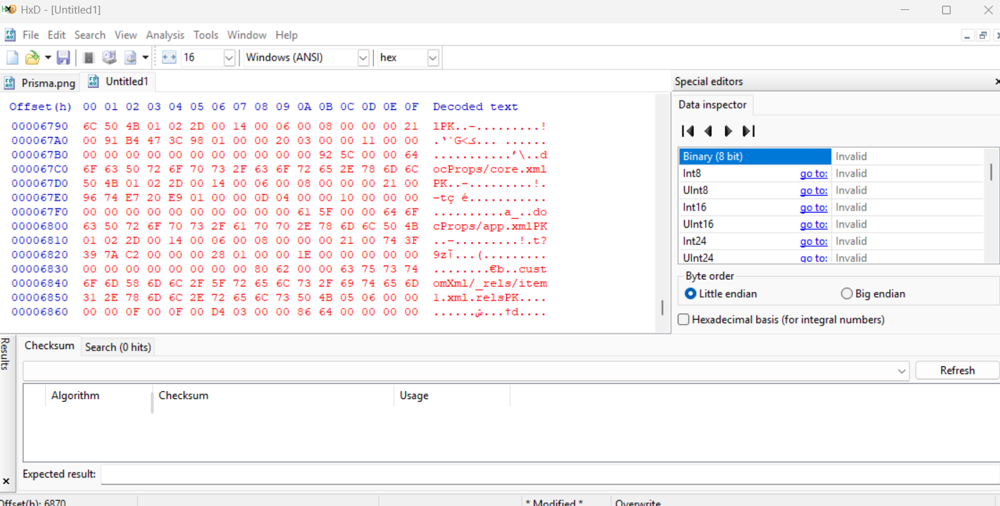 HxD - [Untitled1]
File Edit Search View Analysis Tools Window Help
16 Windows (ANSI) hex
Prisma.png Untitled1
Offset(h) 00 01 02 03 04 05 06 07 08 09 0A 0B 0C 0D 0E 0F Decoded text
00006790 6C 50 4B 01 02 2D 00 14 00 06 00 08 00 00 00 21 lPK..-.........!
000067A0 00 91 B4 47 3C 98 01 00 00 20 03 00 00 11 00 00 .‘´G<ک... ......
000067B0 00 00 00 00 00 00 00 00 00 00 00 92 5C 00 00 64 ...........’\..d
000067C0 6F 63 50 72 6F 70 73 2F 63 6F 72 65 2E 78 6D 6C ocProps/core.xml
000067D0 50 4B 01 02 2D 00 14 00 06 00 08 00 00 00 21 00 PK..-.........!.
000067E0 96 74 E7 20 E9 01 00 00 0D 04 00 00 10 00 00 00 –tç é...........
000067F0 00 00 00 00 00 00 00 00 00 00 61 5F 00 00 64 6F ..........a_..do
00006800 63 50 72 6F 70 73 2F 61 70 70 2E 78 6D 6C 50 4B cProps/app.xmlPK
00006810 01 02 2D 00 14 00 06 00 08 00 00 00 21 00 74 3F ..-.........!.t?
00006820 39 7A C2 00 00 00 28 01 00 00 1E 00 00 00 00 00 9zآ...(.........
00006830 00 00 00 00 00 00 00 00 80 62 00 00 63 75 73 74 ........€b..cust
00006840 6F 6D 58 6D 6C 2F 5F 72 65 6C 73 2F 69 74 65 6D omXml/_rels/item
00006850 31 2E 78 6D 6C 2E 72 65 6C 73 50 4B 05 06 00 00 1.xml.relsPK....
00006860 00 00 0F 00 0F 00 D4 03 00 00 86 64 00 00 00 00 ......ش...†d....
Special editors
Data inspector
Binary (8 bit) Invalid
Int8 go to: Invalid
UInt8 go to: Invalid
Int16 go to: Invalid
UInt16 go to: Invalid
Int24 go to: Invalid
UInt24 go to: Invalid
Byte order
Little endian Big endian
Hexadecimal basis (for integral numbers)
Results
Checksum Search (0 hits)
Refresh
Algorithm Checksum Usage
Expected result:
Offset(h): 6870 * Modified * Overwrite